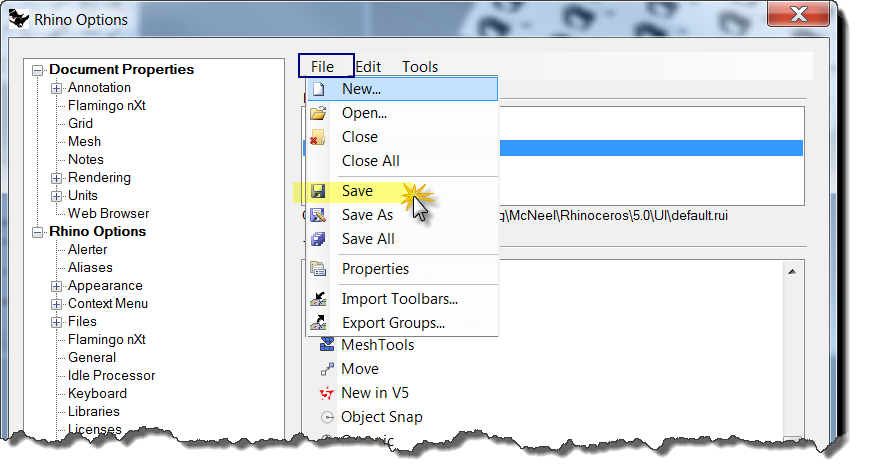 Rhino Options
Document Properties
Annotation
Flamingo nXt
Grid
Mesh
Notes
Rendering
Units
Web Browser
Rhino Options
Alerter
Aliases
Appearance
Context Menu
Files
Flamingo nXt
General
Idle Processor
Keyboard
Libraries
Licenses
File Edit Tools
New...
Open...
Close
Close All
Save
Save As
g\McNeel\Rhinoceros\5.0\UI\default.rui
Save All
Properties
Import Toolbars...
Export Groups...
MeshTools
Move
New in V5
Object Snap